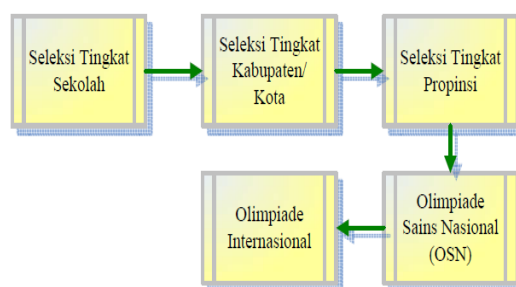 Seleksi Tingkat
Sekolah
Seleksi Tingkat
Kabupaten/
Kota
Seleksi Tingkat
Propinsi
Olimpiade
Sains Nasional
(OSN)
Olimpiade
Internasional